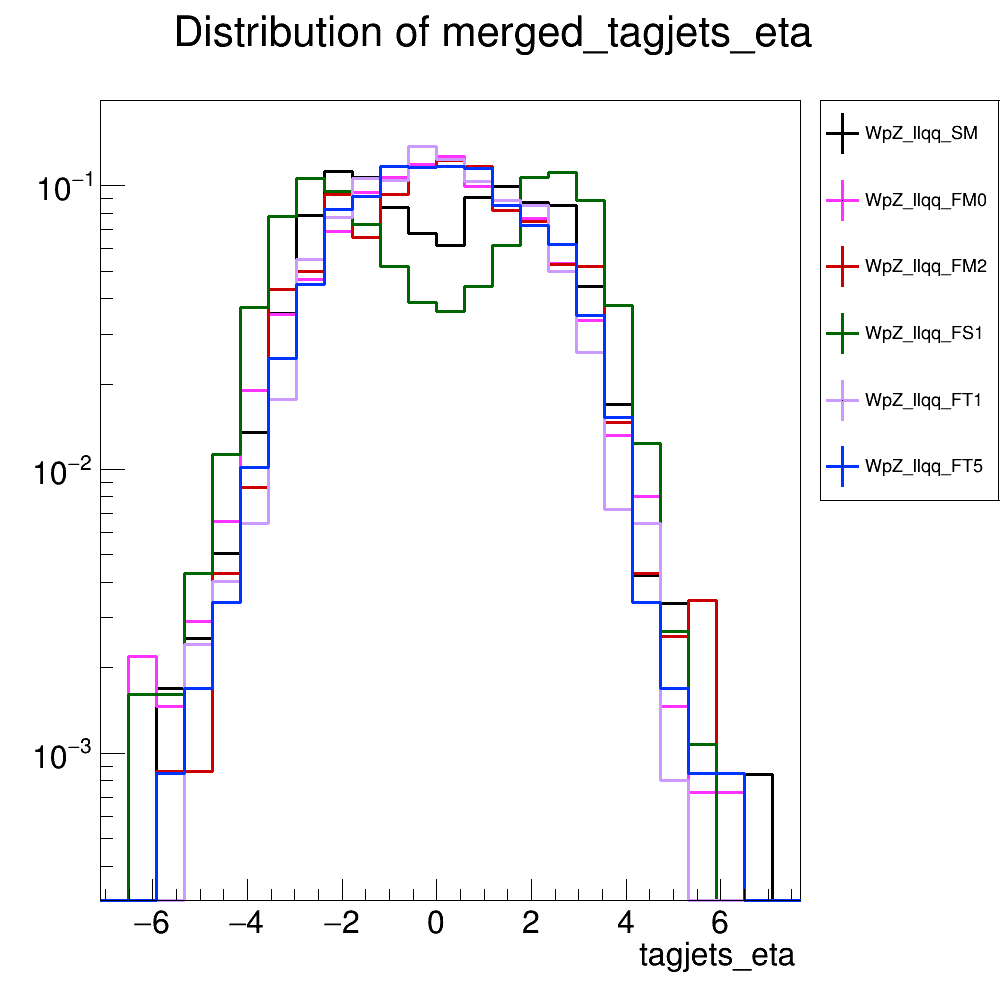 Distribution of merged_tagjets_eta
WpZ_llqq_SM
WpZ_llqq_FM0
WpZ_llqq_FM2
WpZ_llqq_FS1
WpZ_llqq_FT1
WpZ_llqq_FT5
10−1
10−2
10−3
−6 −4 −2 0 2 4 6
tagjets_eta